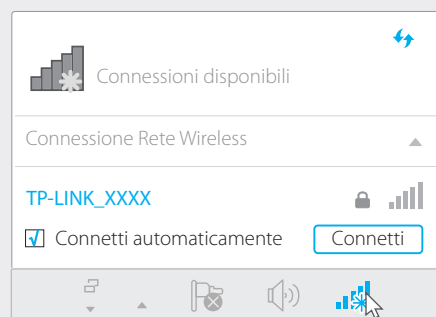 Connessioni disponibili
Connessione Rete Wireless
TP-LINK_XXXX
Connetti automaticamente
Connetti